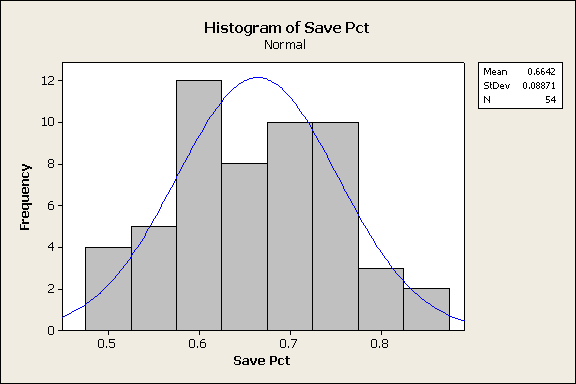 Histogram of Save Pct
Normal
Mean 0.6642
StDev 0.08871
N 54
Frequency
12
10
8
6
4
2
0
0.5 0.6 0.7 0.8
Save Pct